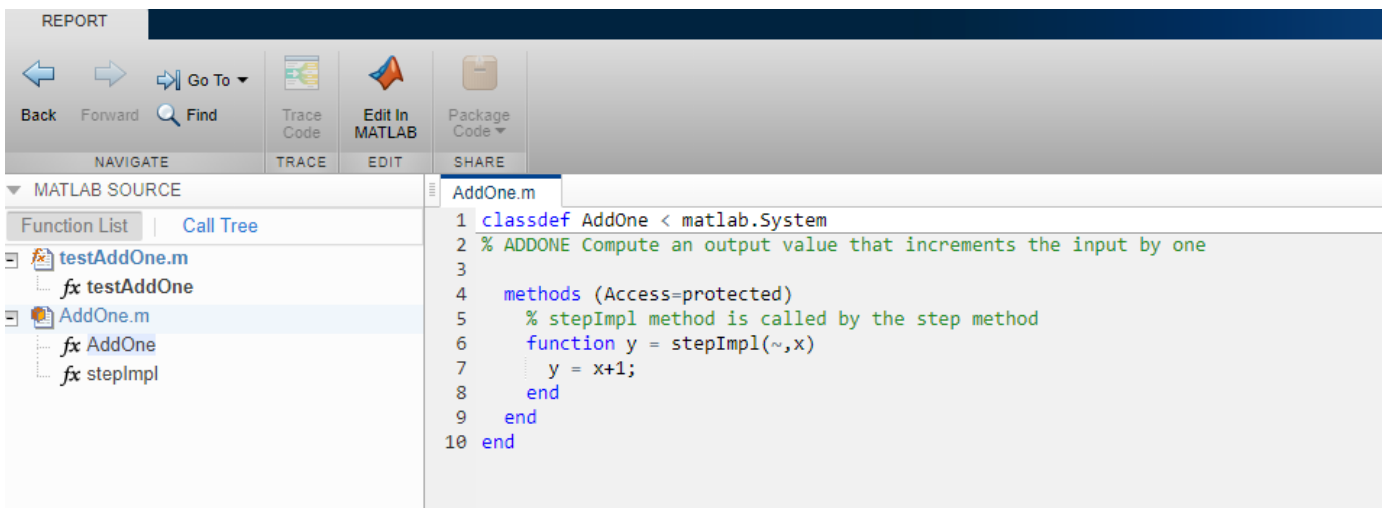 REPORT
Back
Forward
Go To
Find
Trace
Code
Edit In
MATLAB
Package
Code
NAVIGATE
TRACE
EDIT
SHARE
MATLAB SOURCE
Function List | Call Tree
testAddOne.m
fx testAddOne
AddOne.m
fx AddOne
fx stepImpl
AddOne.m
1 classdef AddOne < matlab.System
2 % ADDONE Compute an output value that increments the input by one
3
4 methods (Access=protected)
5 % stepImpl method is called by the step method
6 function y = stepImpl(~,x)
7 y = x+1;
8 end
9 end
10 end